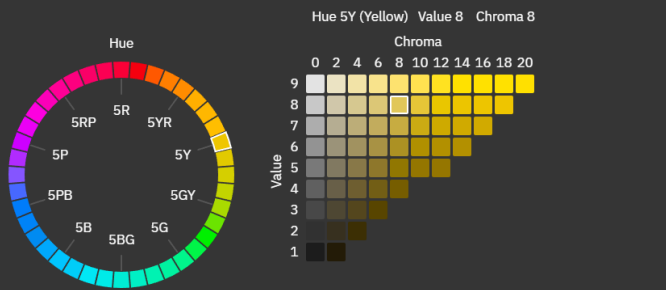 Hue 5Y (Yellow) Value 8 Chroma 8
Hue
5R
5YR
5Y
5GY
5G
5BG
5B
5PB
5P
5RP
Chroma
0 2 4 6 8 10 12 14 16 18 20
Value
9
8
7
6
5
4
3
2
1